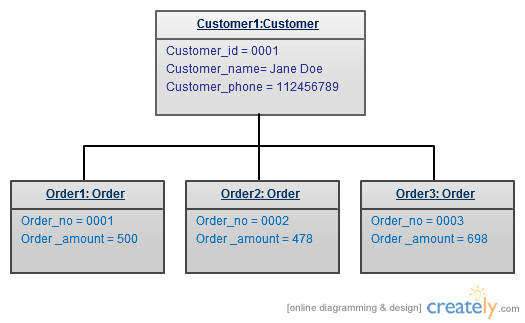 Customer1:Customer
Customer_id = 0001
Customer_name= Jane Doe
Customer_phone = 112456789
Order1: Order
Order_no = 0001
Order _amount = 500
Order2: Order
Order_no = 0002
Order _amount = 478
Order3: Order
Order_no = 0003
Order _amount = 698
[online diagramming & design] creately.com